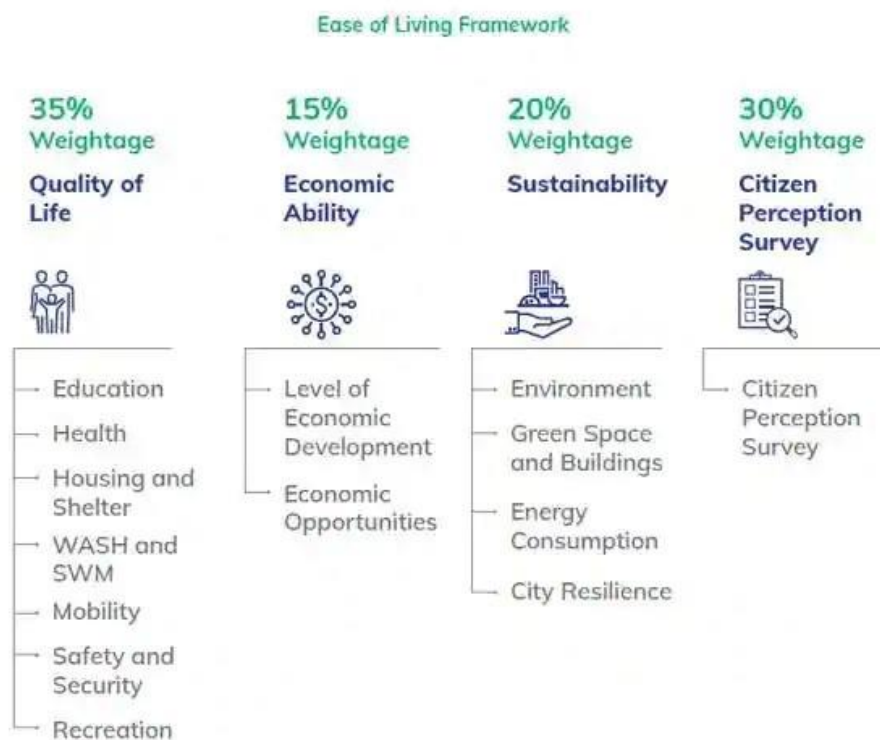 Ease of Living Framework
35%
Weightage
Quality of
Life
Education
Health
Housing and
Shelter
WASH and
SWM
Mobility
Safety and
Security
Recreation
15%
Weightage
Economic
Ability
$
Level of
Economic
Development
Economic
Opportunities
20%
Weightage
Sustainability
Environment
Green Space
and Buildings
Energy
Consumption
City Resilience
30%
Weightage
Citizen
Perception
Survey
Citizen
Perception
Survey